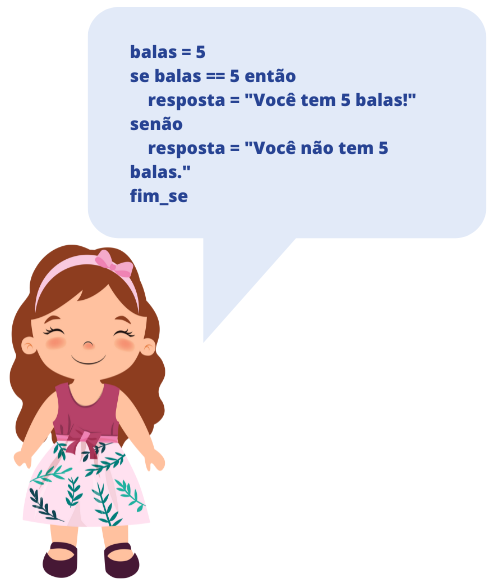 balas = 5
se balas == 5 então
    resposta = "Você tem 5 balas!"
senão
    resposta = "Você não tem 5
balas."
fim_se